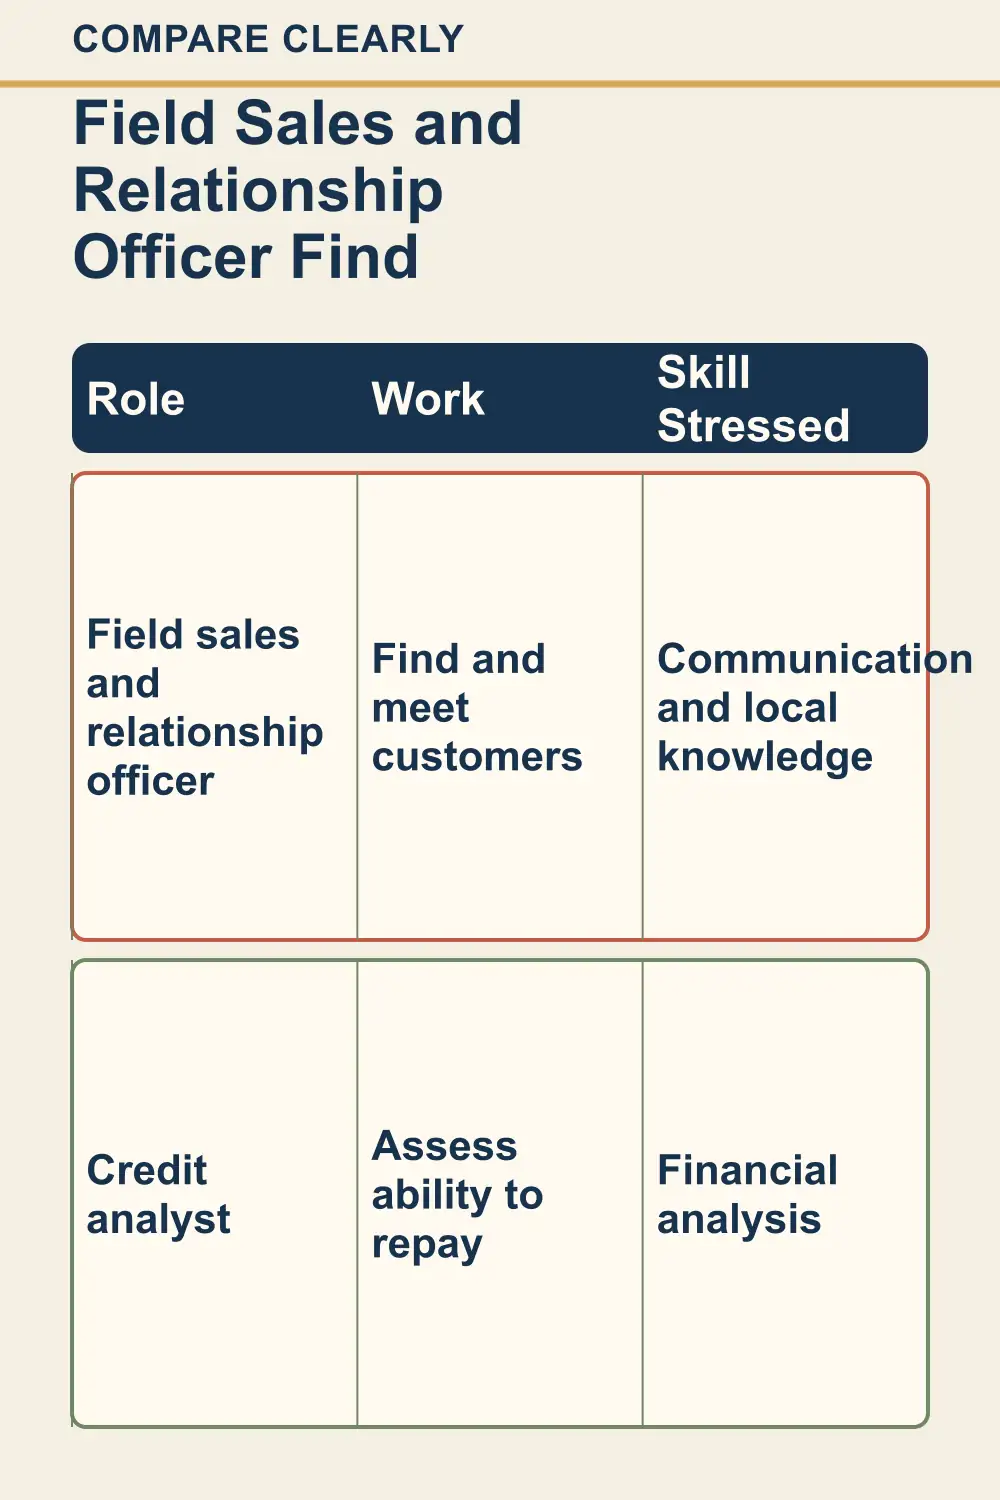 COMPARE CLEARLY
Field Sales and
Relationship
Officer Find
Role
Work
Skill
Stressed
Field sales
and
relationship
officer
Find and
meet
customers
Communication
and local
knowledge
Credit
analyst
Assess
ability to
repay
Financial
analysis